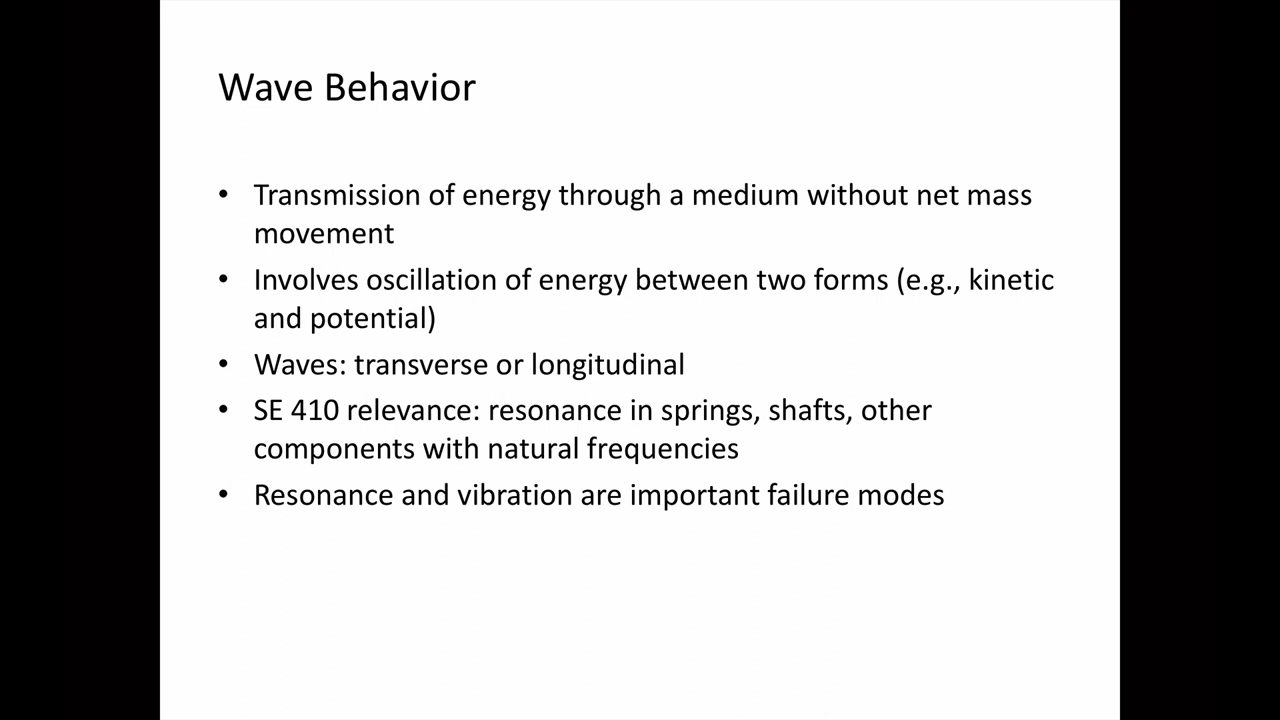 Wave Behavior
• Transmission of energy through a medium without net mass
movement
• Involves oscillation of energy between two forms (e.g., kinetic
and potential)
• Waves: transverse or longitudinal
• SE 410 relevance: resonance in springs, shafts, other
components with natural frequencies
• Resonance and vibration are important failure modes